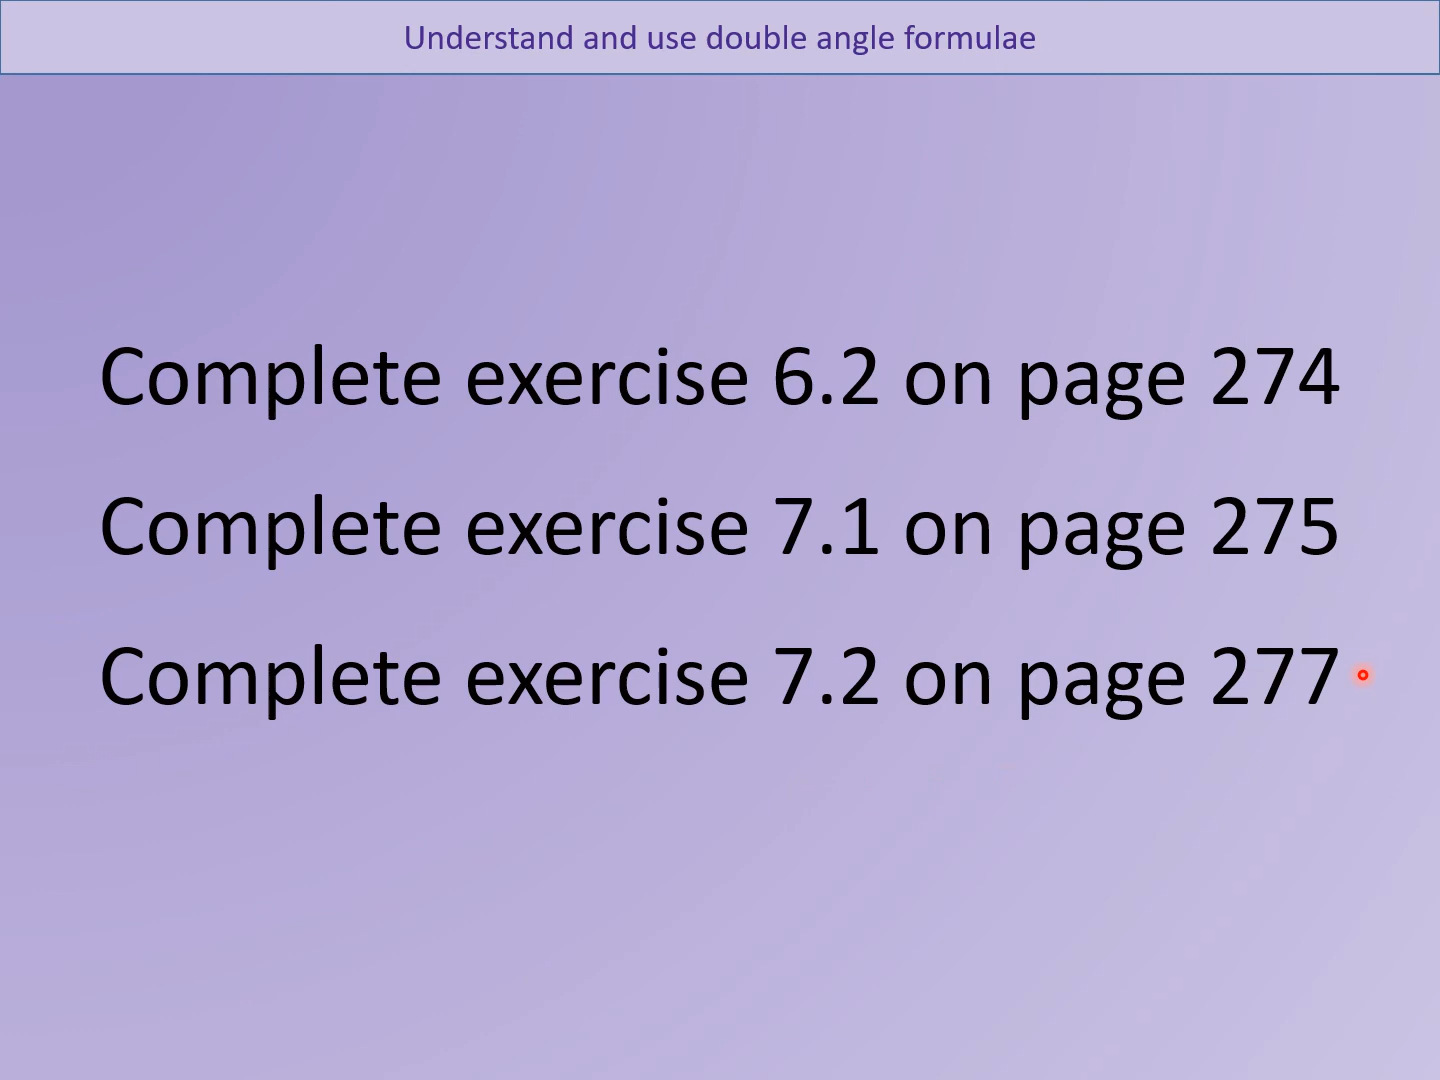 Understand and use double angle formulae
Complete exercise 6.2 on page 274
Complete exercise 7.1 on page 275
Complete exercise 7.2 on page 277